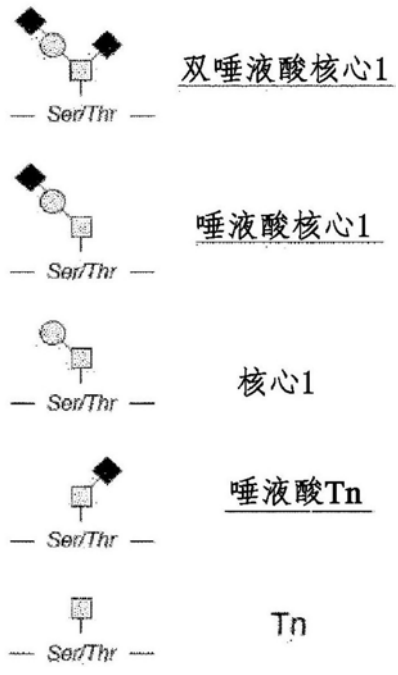 双唾液酸核心1
— Ser/Thr —
唾液酸核心1
— Ser/Thr —
核心1
— Ser/Thr —
唾液酸Tn
— Ser/Thr —
Tn
— Ser/Thr —